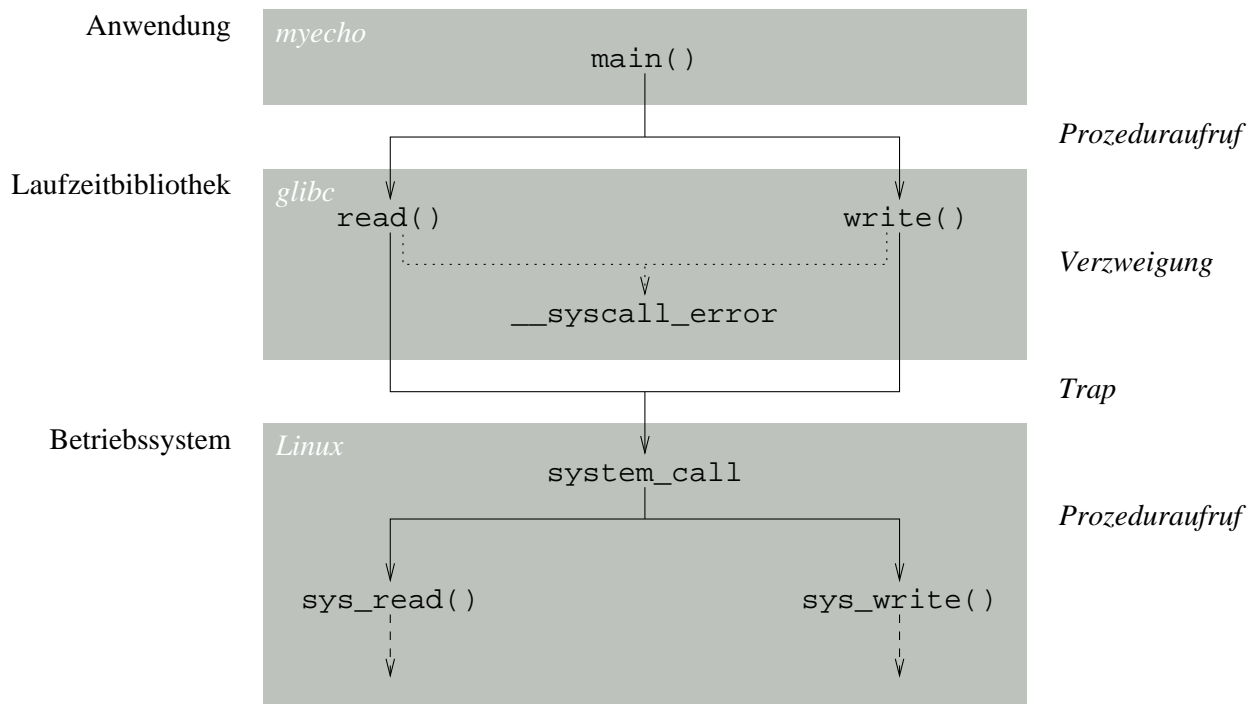 Anwendung
myecho
main()
Prozeduraufruf
Laufzeitbibliothek
glibc
read()
write()
Verzweigung
__syscall_error
Trap
Betriebssystem
Linux
system_call
Prozeduraufruf
sys_read()
sys_write()